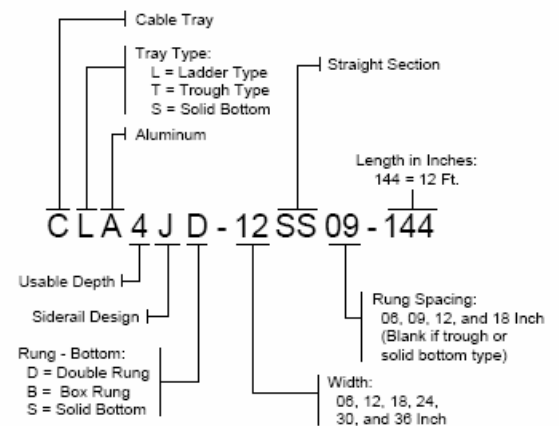 Cable Tray
Tray Type:
L = Ladder Type
T = Trough Type
S = Solid Bottom
Aluminum
Straight Section
Length in Inches:
144 = 12 Ft.
CLA4JD-12SS09-144
Usable Depth
Siderail Design
Rung - Bottom:
D = Double Rung
B = Box Rung
S = Solid Bottom
Rung Spacing:
06, 09, 12, and 18 Inch
(Blank if trough or
solid bottom type)
Width:
06, 12, 18, 24,
30, and 36 Inch